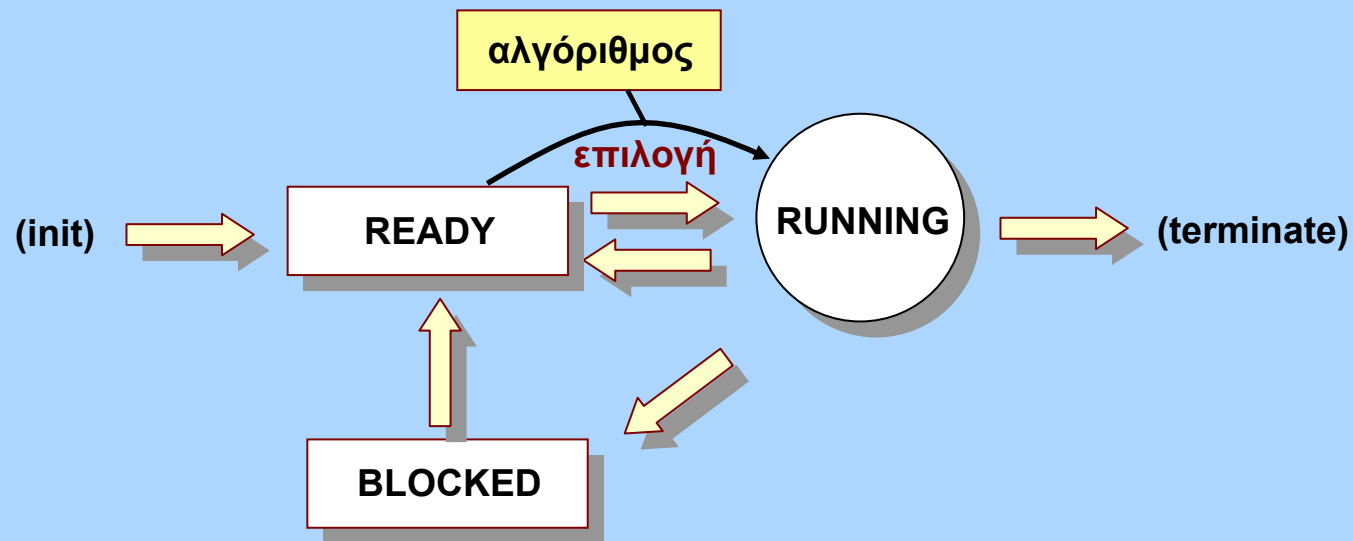 αλγόριθμος
επιλογή
(init)
READY
RUNNING
(terminate)
BLOCKED